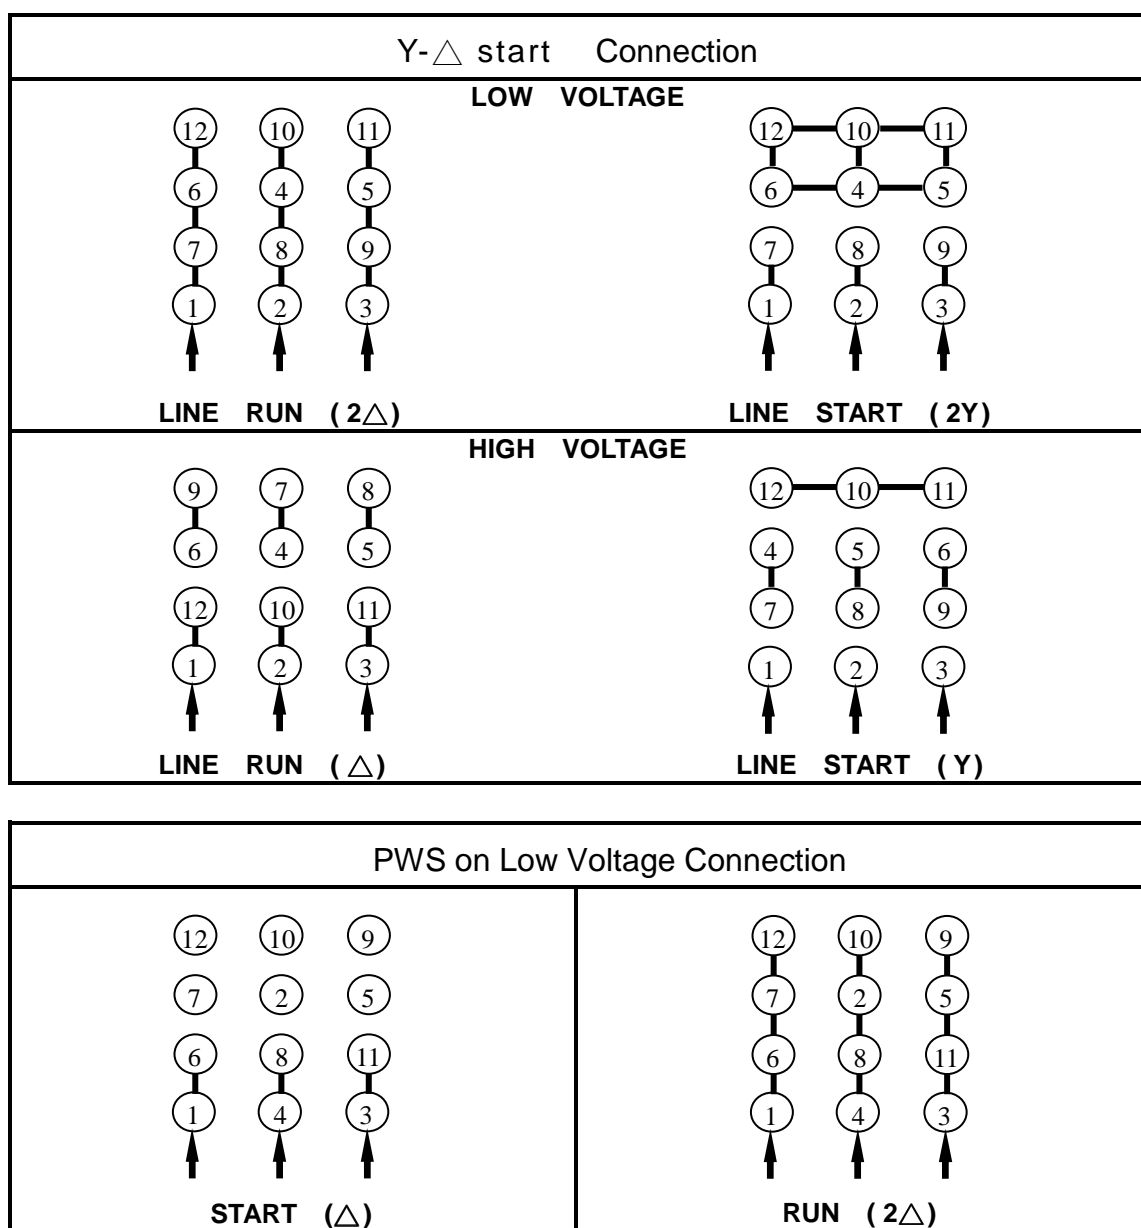 Y-△ start Connection
LOW VOLTAGE
12 10 11 12 10 11
6 4 5 6 4 5
7 8 9 7 8 9
1 2 3 1 2 3
LINE RUN (2△) LINE START (2Y)
HIGH VOLTAGE
9 7 8 12 10 11
6 4 5 4 5 6
12 10 11 7 8 9
1 2 3 1 2 3
LINE RUN (△) LINE START (Y)
PWS on Low Voltage Connection
12 10 9
7 2 5
6 8 11
1 4 3
START (△)
12 10 9
7 2 5
6 8 11
1 4 3
RUN (2△)